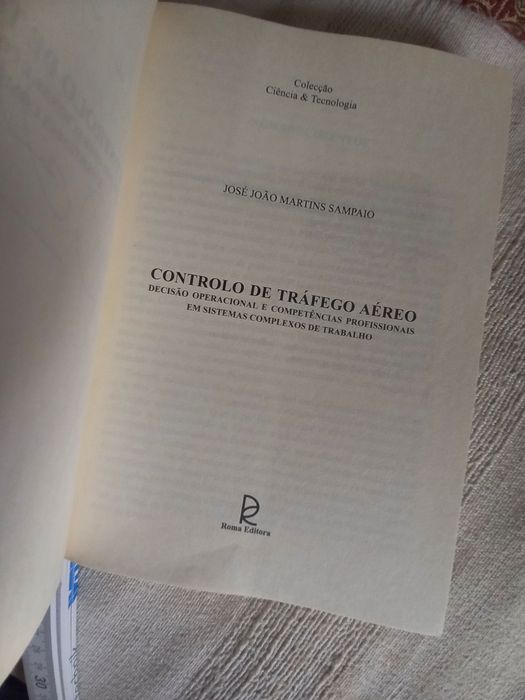 Colecção
Ciência & Tecnologia
JOSÉ JOÃO MARTINS SAMPAIO
CONTROLO DE TRÁFEGO AÉREO
DECISÃO OPERACIONAL E COMPETÊNCIAS PROFISSIONAIS
EM SISTEMAS COMPLEXOS DE TRABALHO
Roma Editora
30